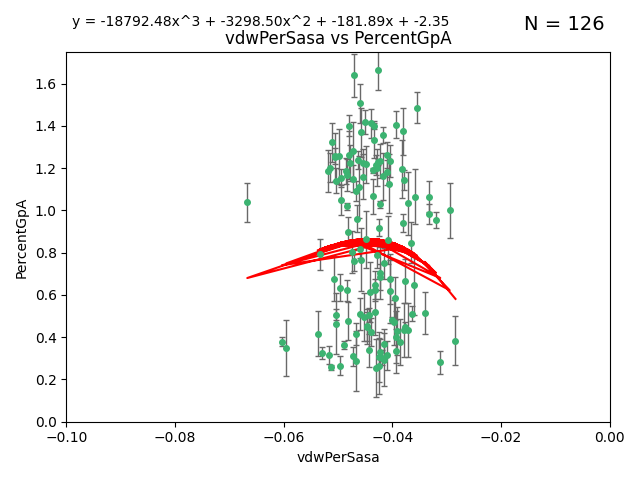 y = -18792.48x^3 + -3298.50x^2 + -181.89x + -2.35
N = 126
vdwPerSasa vs PercentGpA
PercentGpA
1.6
1.4
1.2
1.0
0.8
0.6
0.4
0.2
0.0
−0.10 −0.08 −0.06 −0.04 −0.02 0.00
vdwPerSasa